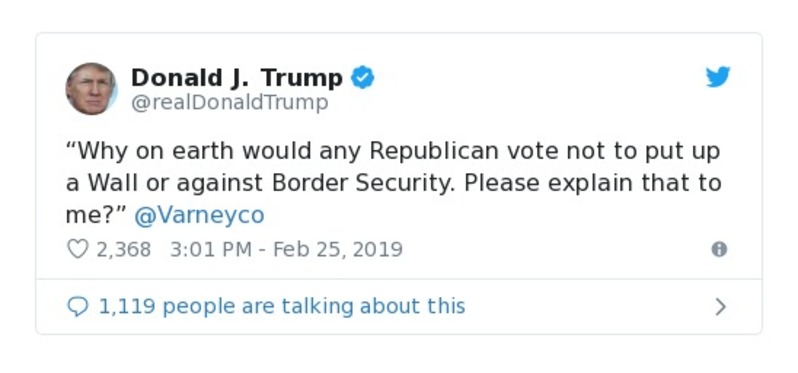 Donald J. Trump
@realDonaldTrump
“Why on earth would any Republican vote not to put up
a Wall or against Border Security. Please explain that to
me?” @Varneyco
2,368 3:01 PM - Feb 25, 2019
1,119 people are talking about this